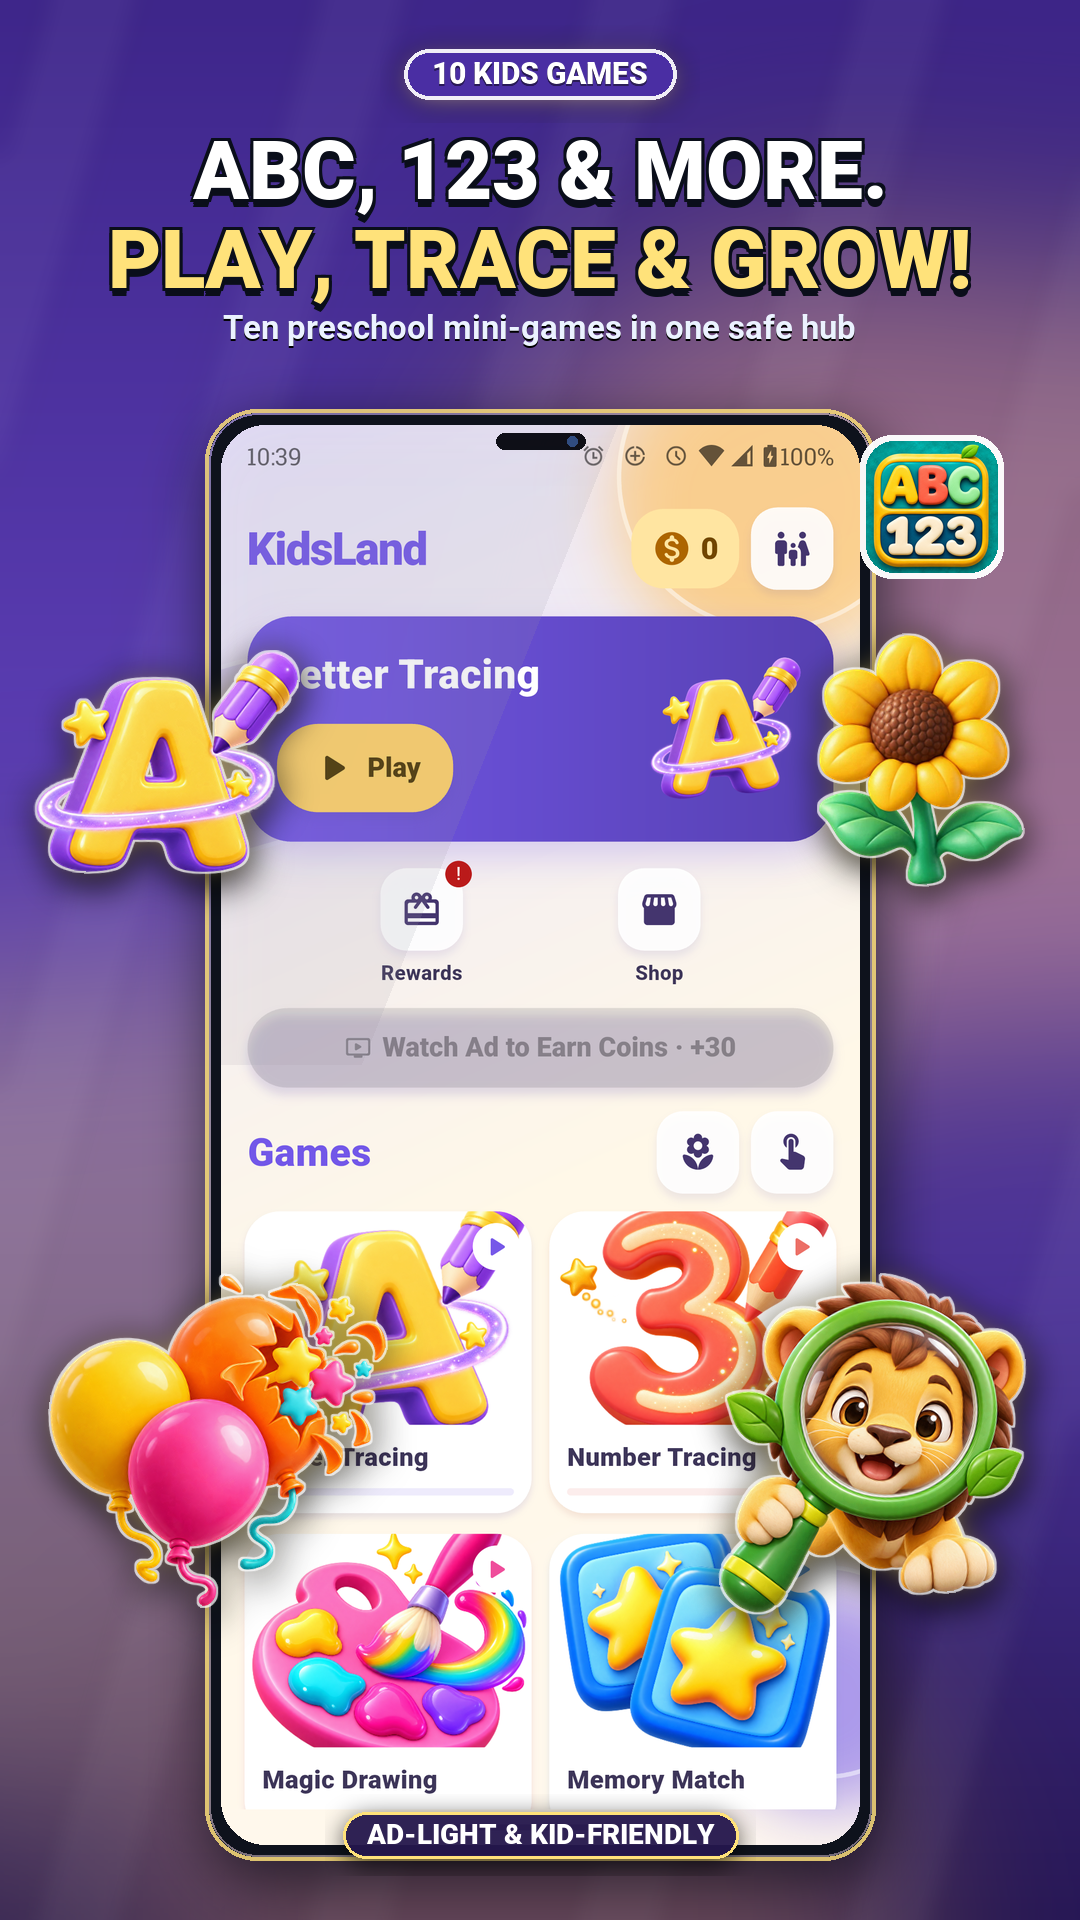 10 KIDS GAMES
ABC, 123 & MORE.
PLAY, TRACE & GROW!
Ten preschool mini-games in one safe hub
10:39
100%
ABC
123
KidsLand
0
etter Tracing
Play
Rewards
Shop
Watch Ad to Earn Coins · +30
Games
Tracing
Number Tracing
Magic Drawing
Memory Match
AD-LIGHT & KID-FRIENDLY